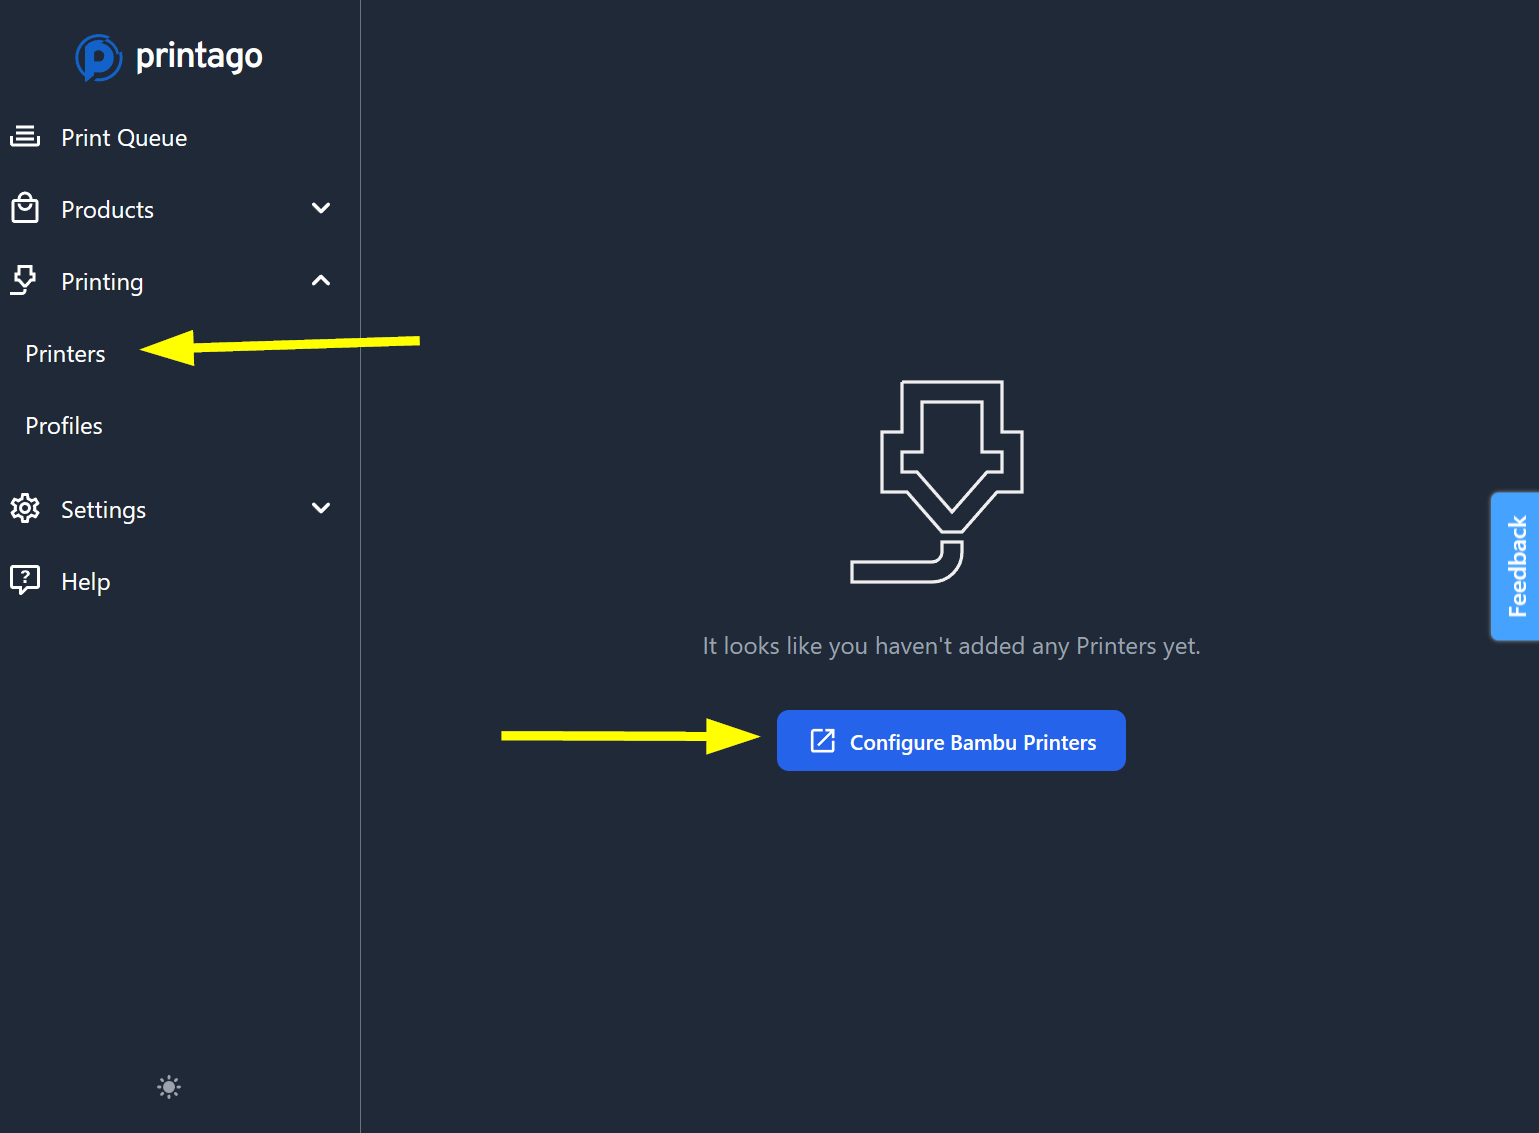 printago
Print Queue
Products
Printing
Printers
Profiles
Settings
Help
It looks like you haven't added any Printers yet.
Configure Bambu Printers
Feedback